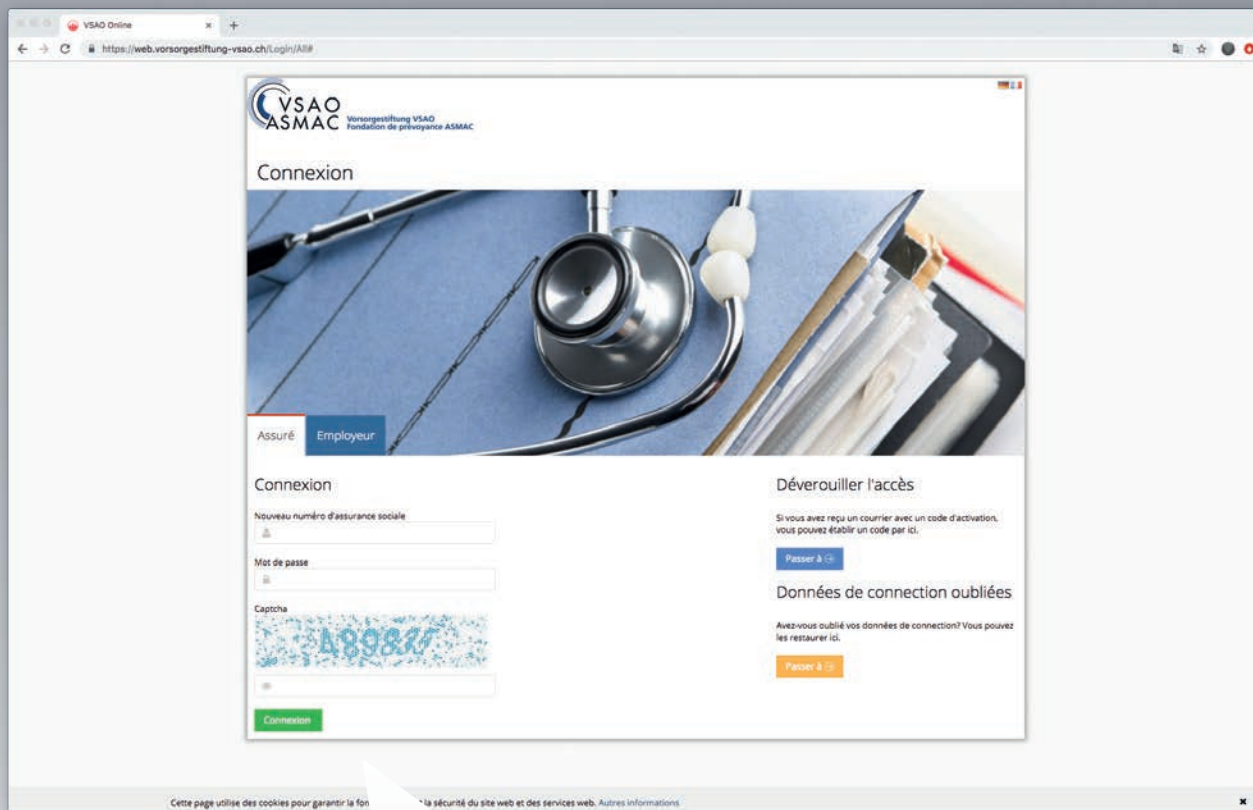 VSAO Online
https://web.vorsorgestiftung-vsao.ch/Login/All#
VSAO
ASMAC
Vorsorgestiftung VSAO
Fondation de prévoyance ASMAC
Connexion
Assuré
Employeur
Connexion
Nouveau numéro d'assurance sociale
Mot de passe
Captcha
Connexion
Déverouiller l'accès
Si vous avez reçu un courrier avec un code d'activation,
vous pouvez établir un code par ici.
Passer à
Données de connection oubliées
Avez-vous oublié vos données de connection? Vous pouvez
les restaurer ici.
Passer à
Cette page utilise des cookies pour garantir la la sécurité du site web et des services web. Autres informations